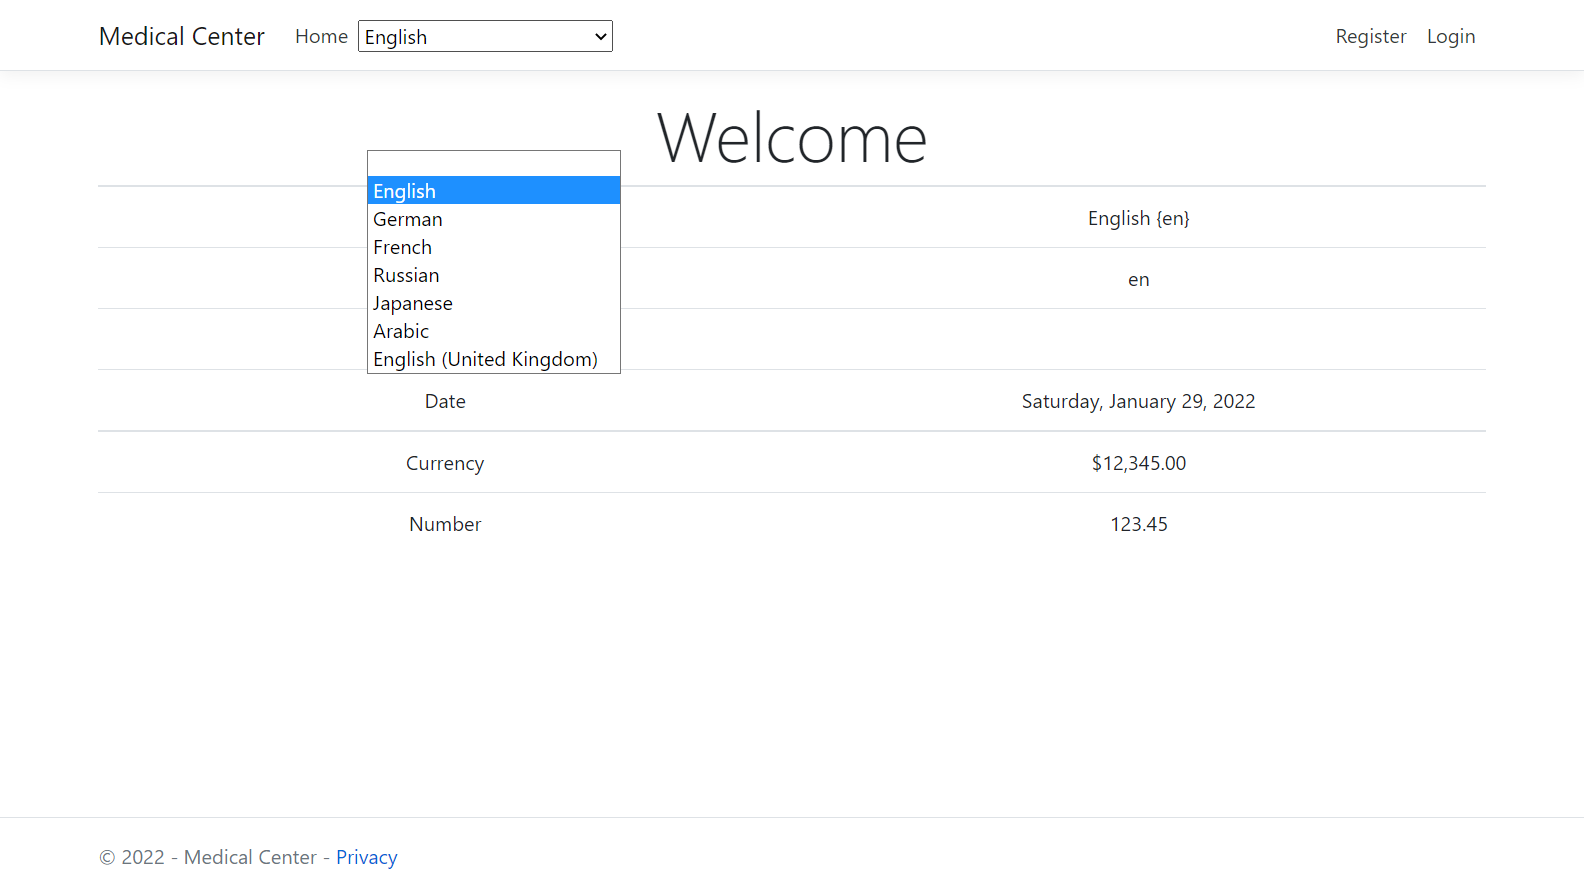 Medical Center Home English Register Login
Welcome
English
German
French
Russian
Japanese
Arabic
English (United Kingdom)
English {en}
en
Date Saturday, January 29, 2022
Currency $12,345.00
Number 123.45
© 2022 - Medical Center - Privacy